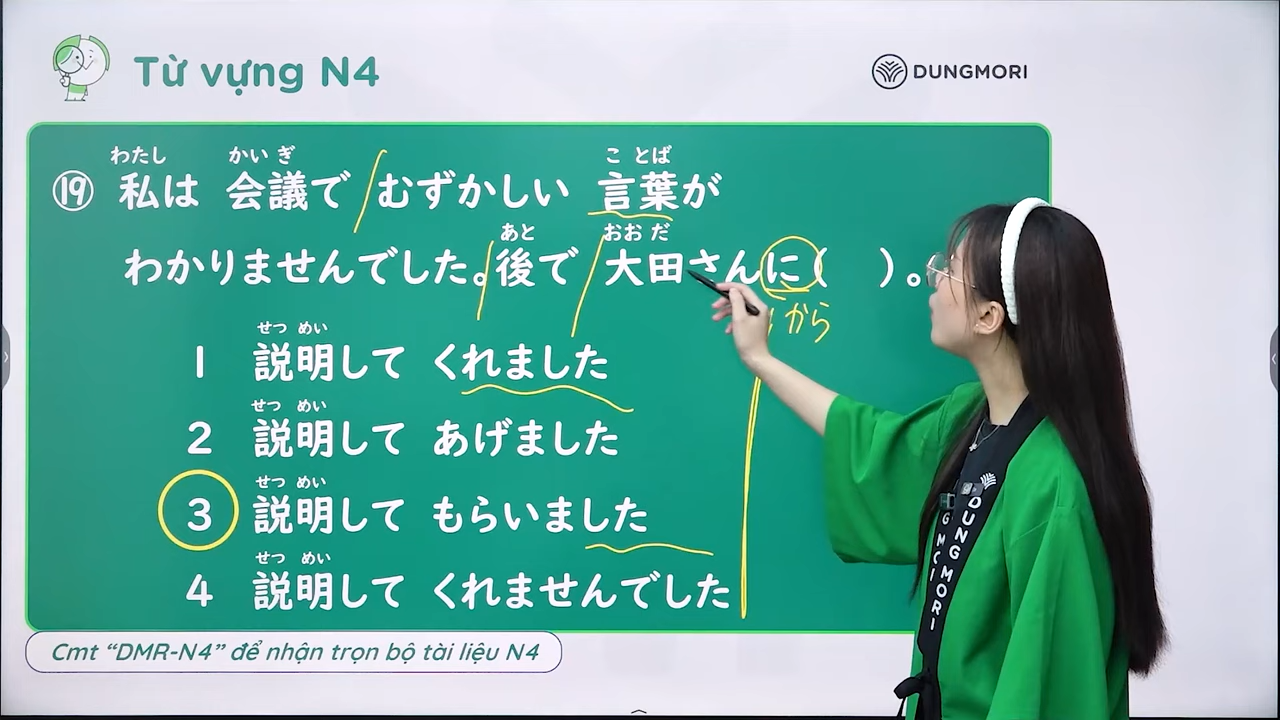 Từ vựng N4
DUNGMORI
わたし かい ぎ こ とば
⑲ 私は 会議で むずかしい 言葉が
あと おお だ
わかりませんでした。後で 大田さんに( )。
から
せつ めい
1 説明して くれました
せつ めい
2 説明して あげました
せつ めい
3 説明して もらいました
せつ めい
4 説明して くれませんでした
Cmt “DMR-N4” để nhận trọn bộ tài liệu N4
DUNGMORI